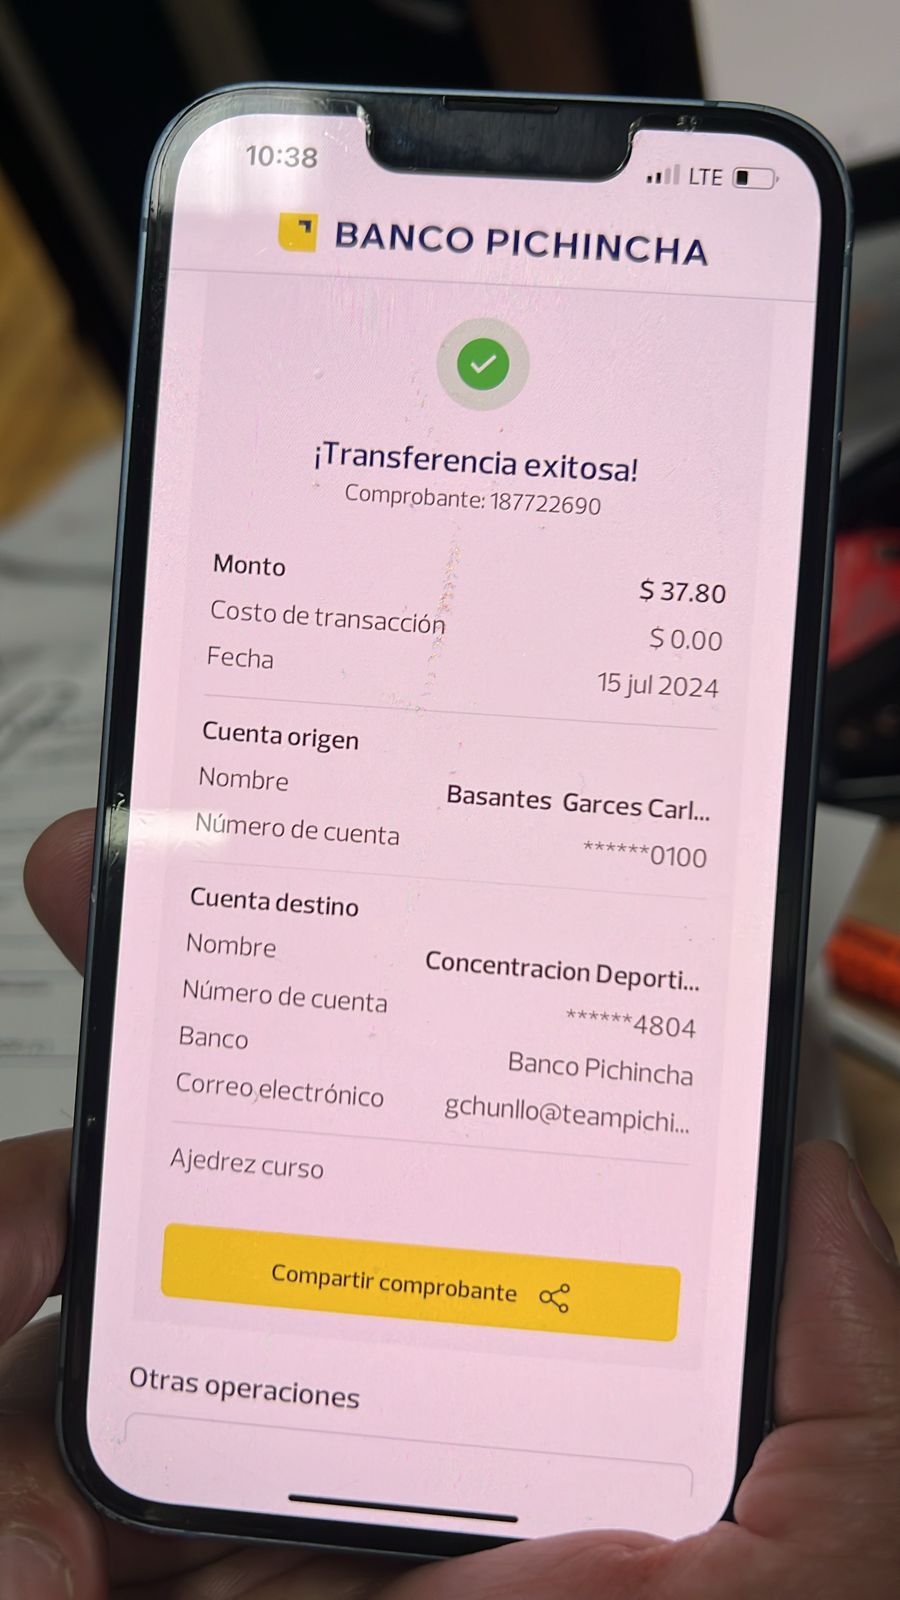 10:38
LTE
BANCO PICHINCHA
¡Transferencia exitosa!
Comprobante: 187722690
Monto $ 37.80
Costo de transacción $ 0.00
Fecha 15 jul 2024
Cuenta origen
Nombre Basantes Garces Carl...
Número de cuenta ******0100
Cuenta destino
Nombre Concentracion Deporti...
Número de cuenta ******4804
Banco Banco Pichincha
Correo electrónico gchunllo@teampichi...
Ajedrez curso
Compartir comprobante
Otras operaciones